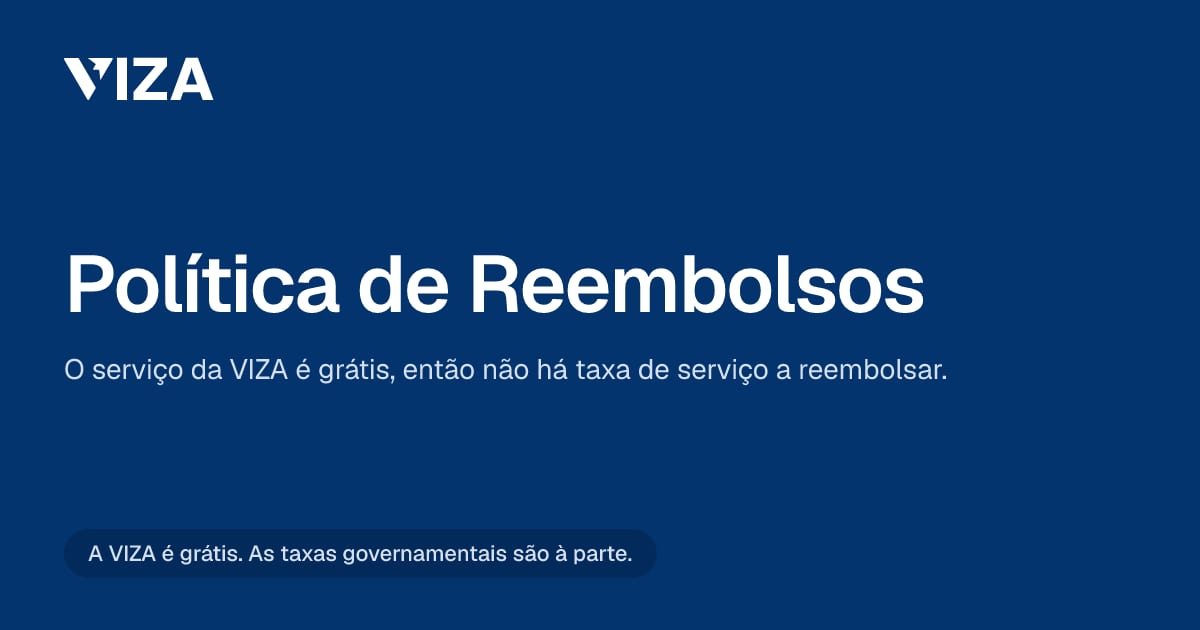 VIZA
Política de Reembolsos
O serviço da VIZA é grátis, então não há taxa de serviço a reembolsar.
A VIZA é grátis. As taxas governamentais são à parte.